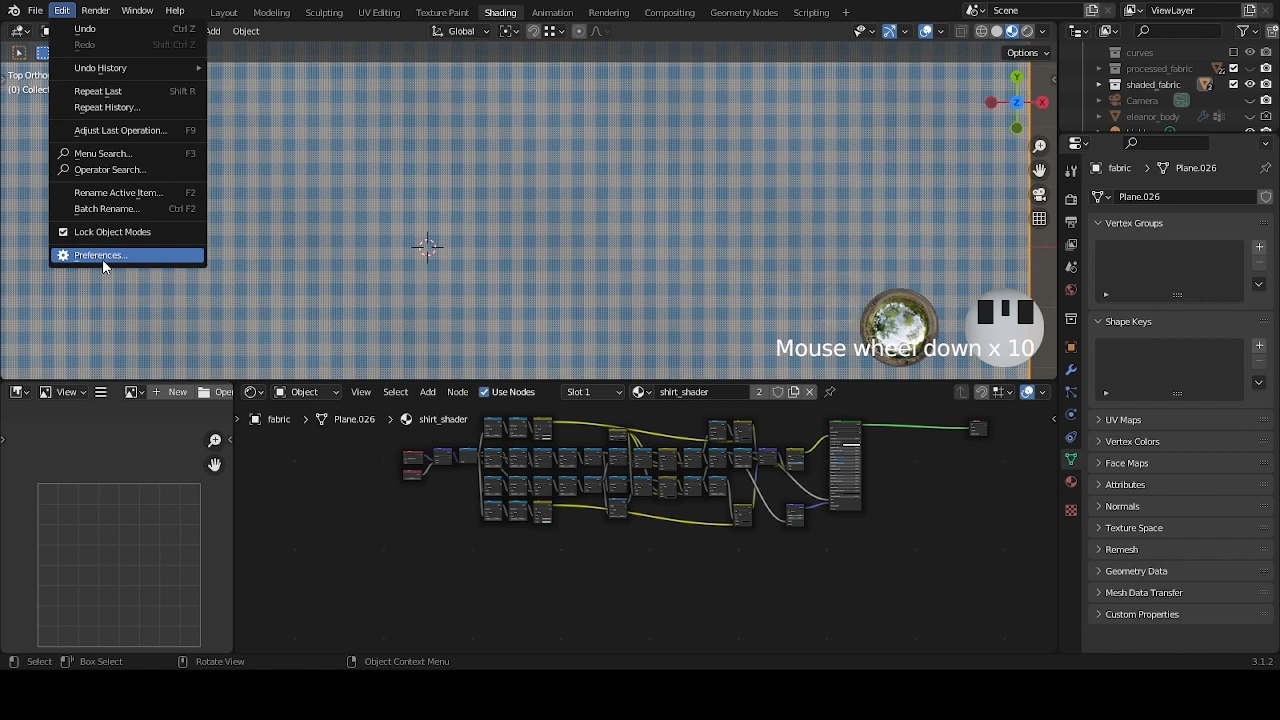 File Edit Render Window Help Layout Modeling Sculpting UV Editing Texture Paint Shading Animation Rendering Compositing Geometry Nodes Scripting + Scene ViewLayer
Add Object Global
Options
Top Ortho
(0) Collect
Undo Ctrl Z
Redo Shift Ctrl Z
Undo History
Repeat Last Shift R
Repeat History...
Adjust Last Operation... F9
Menu Search... F3
Operator Search...
Rename Active Item... F2
Batch Rename... Ctrl F2
Lock Object Modes
Preferences...
Y
Z X
Mouse wheel down x 10
curves
processed_fabric
shaded_fabric 2
Camera
eleanor_body
fabric Plane.026
Plane.026
Vertex Groups
Shape Keys
UV Maps
Vertex Colors
Face Maps
Attributes
Normals
Texture Space
Remesh
Geometry Data
Mesh Data Transfer
Custom Properties
View New Open Object View Select Add Node Use Nodes Slot 1 shirt_shader 2
fabric Plane.026 shirt_shader
Select Box Select Rotate View Object Context Menu 3.1.2